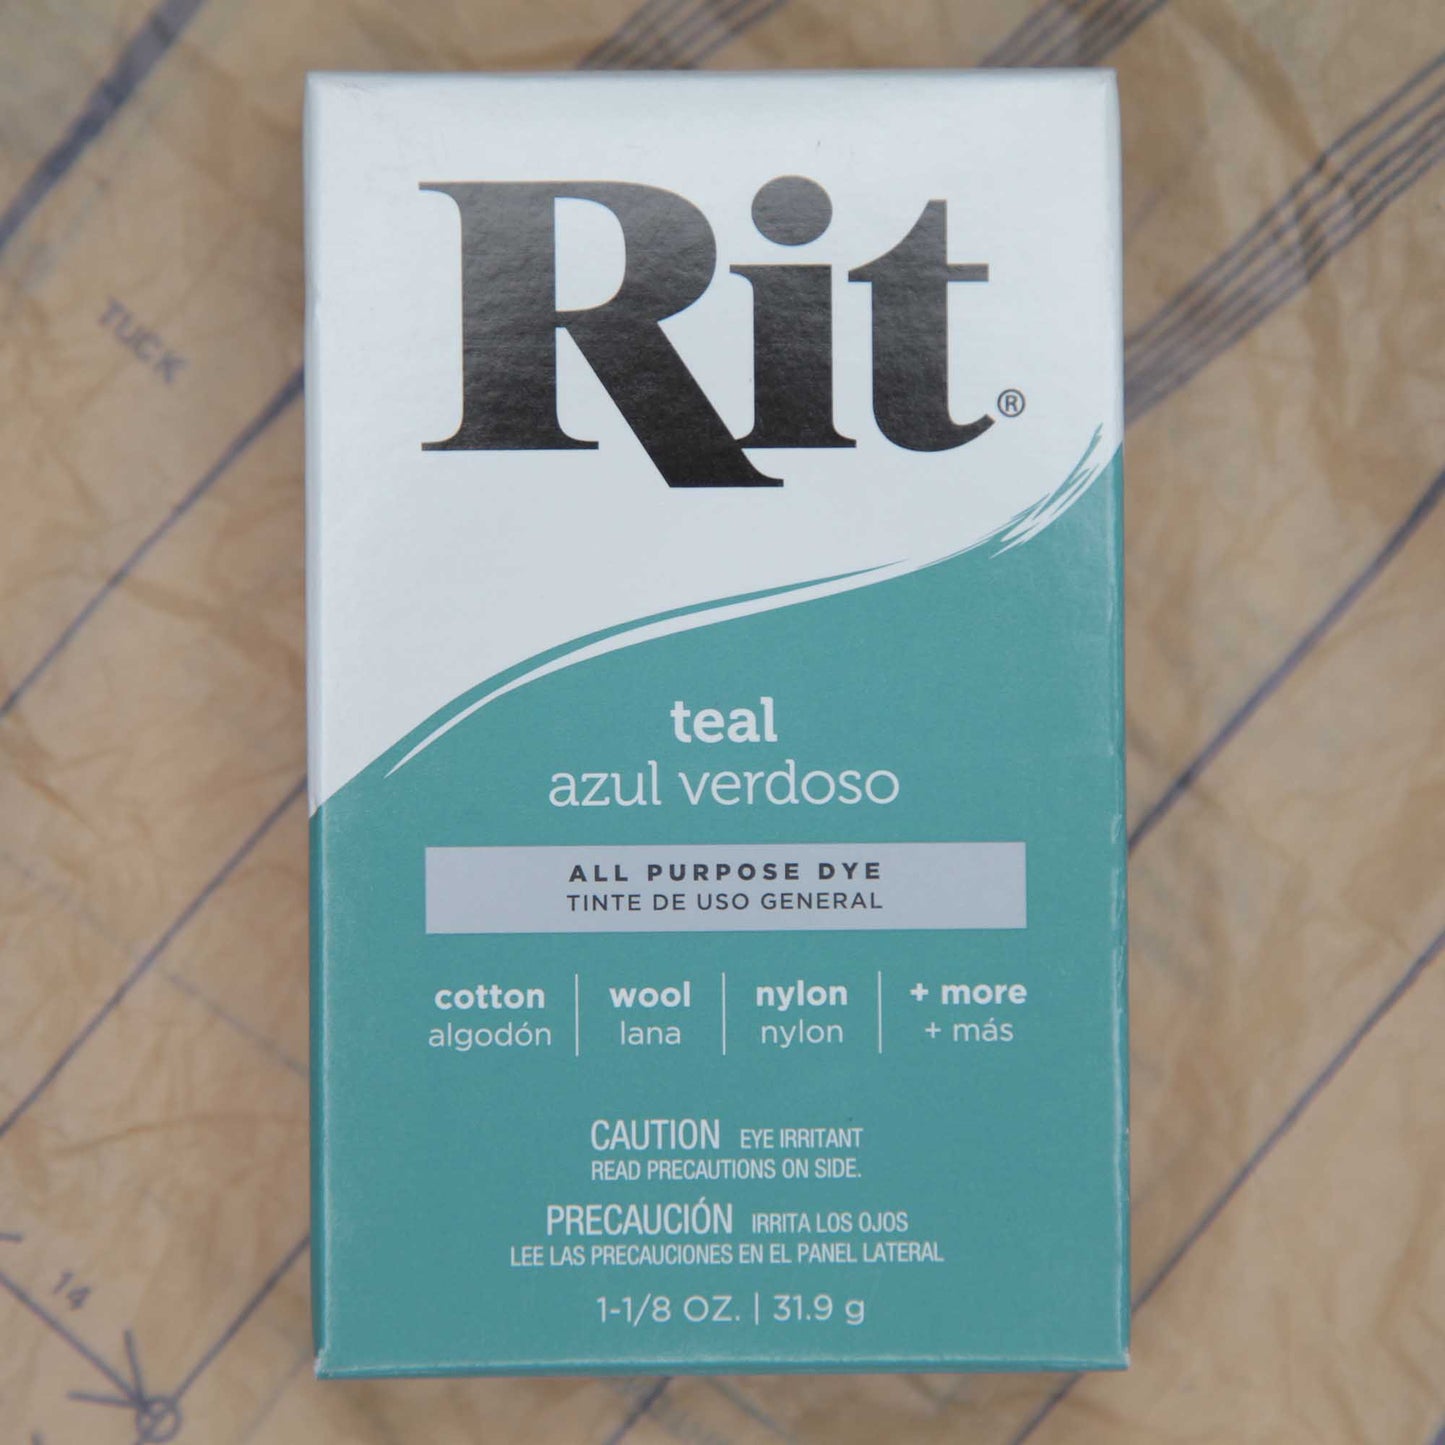 Rit®
teal
azul verdoso
ALL PURPOSE DYE
TINTE DE USO GENERAL
cotton wool nylon + more
algodón lana nylon + más
CAUTION EYE IRRITANT
READ PRECAUTIONS ON SIDE.
PRECAUCIÓN IRRITA LOS OJOS
LEE LAS PRECAUCIONES EN EL PANEL LATERAL
1-1/8 OZ. | 31.9 g
TUCK
14